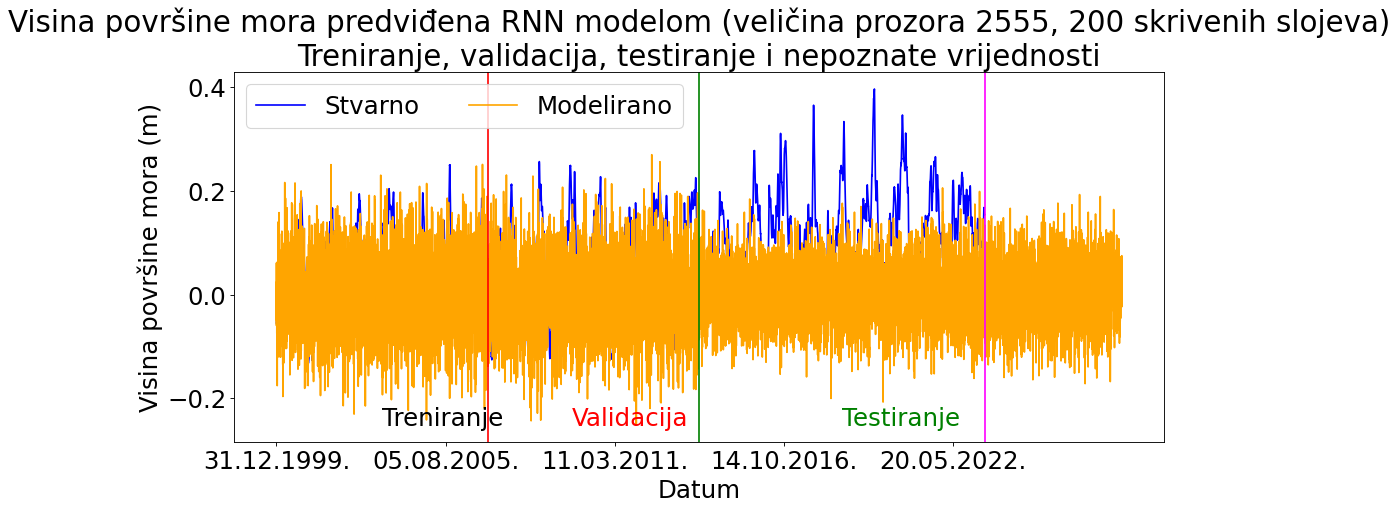 Visina površine mora predviđena RNN modelom (veličina prozora 2555, 200 skrivenih slojeva)
Treniranje, validacija, testiranje i nepoznate vrijednosti
Stvarno Modelirano
Visina površine mora (m)
0.4
0.2
0.0
−0.2
Treniranje Validacija Testiranje
31.12.1999. 05.08.2005. 11.03.2011. 14.10.2016. 20.05.2022.
Datum